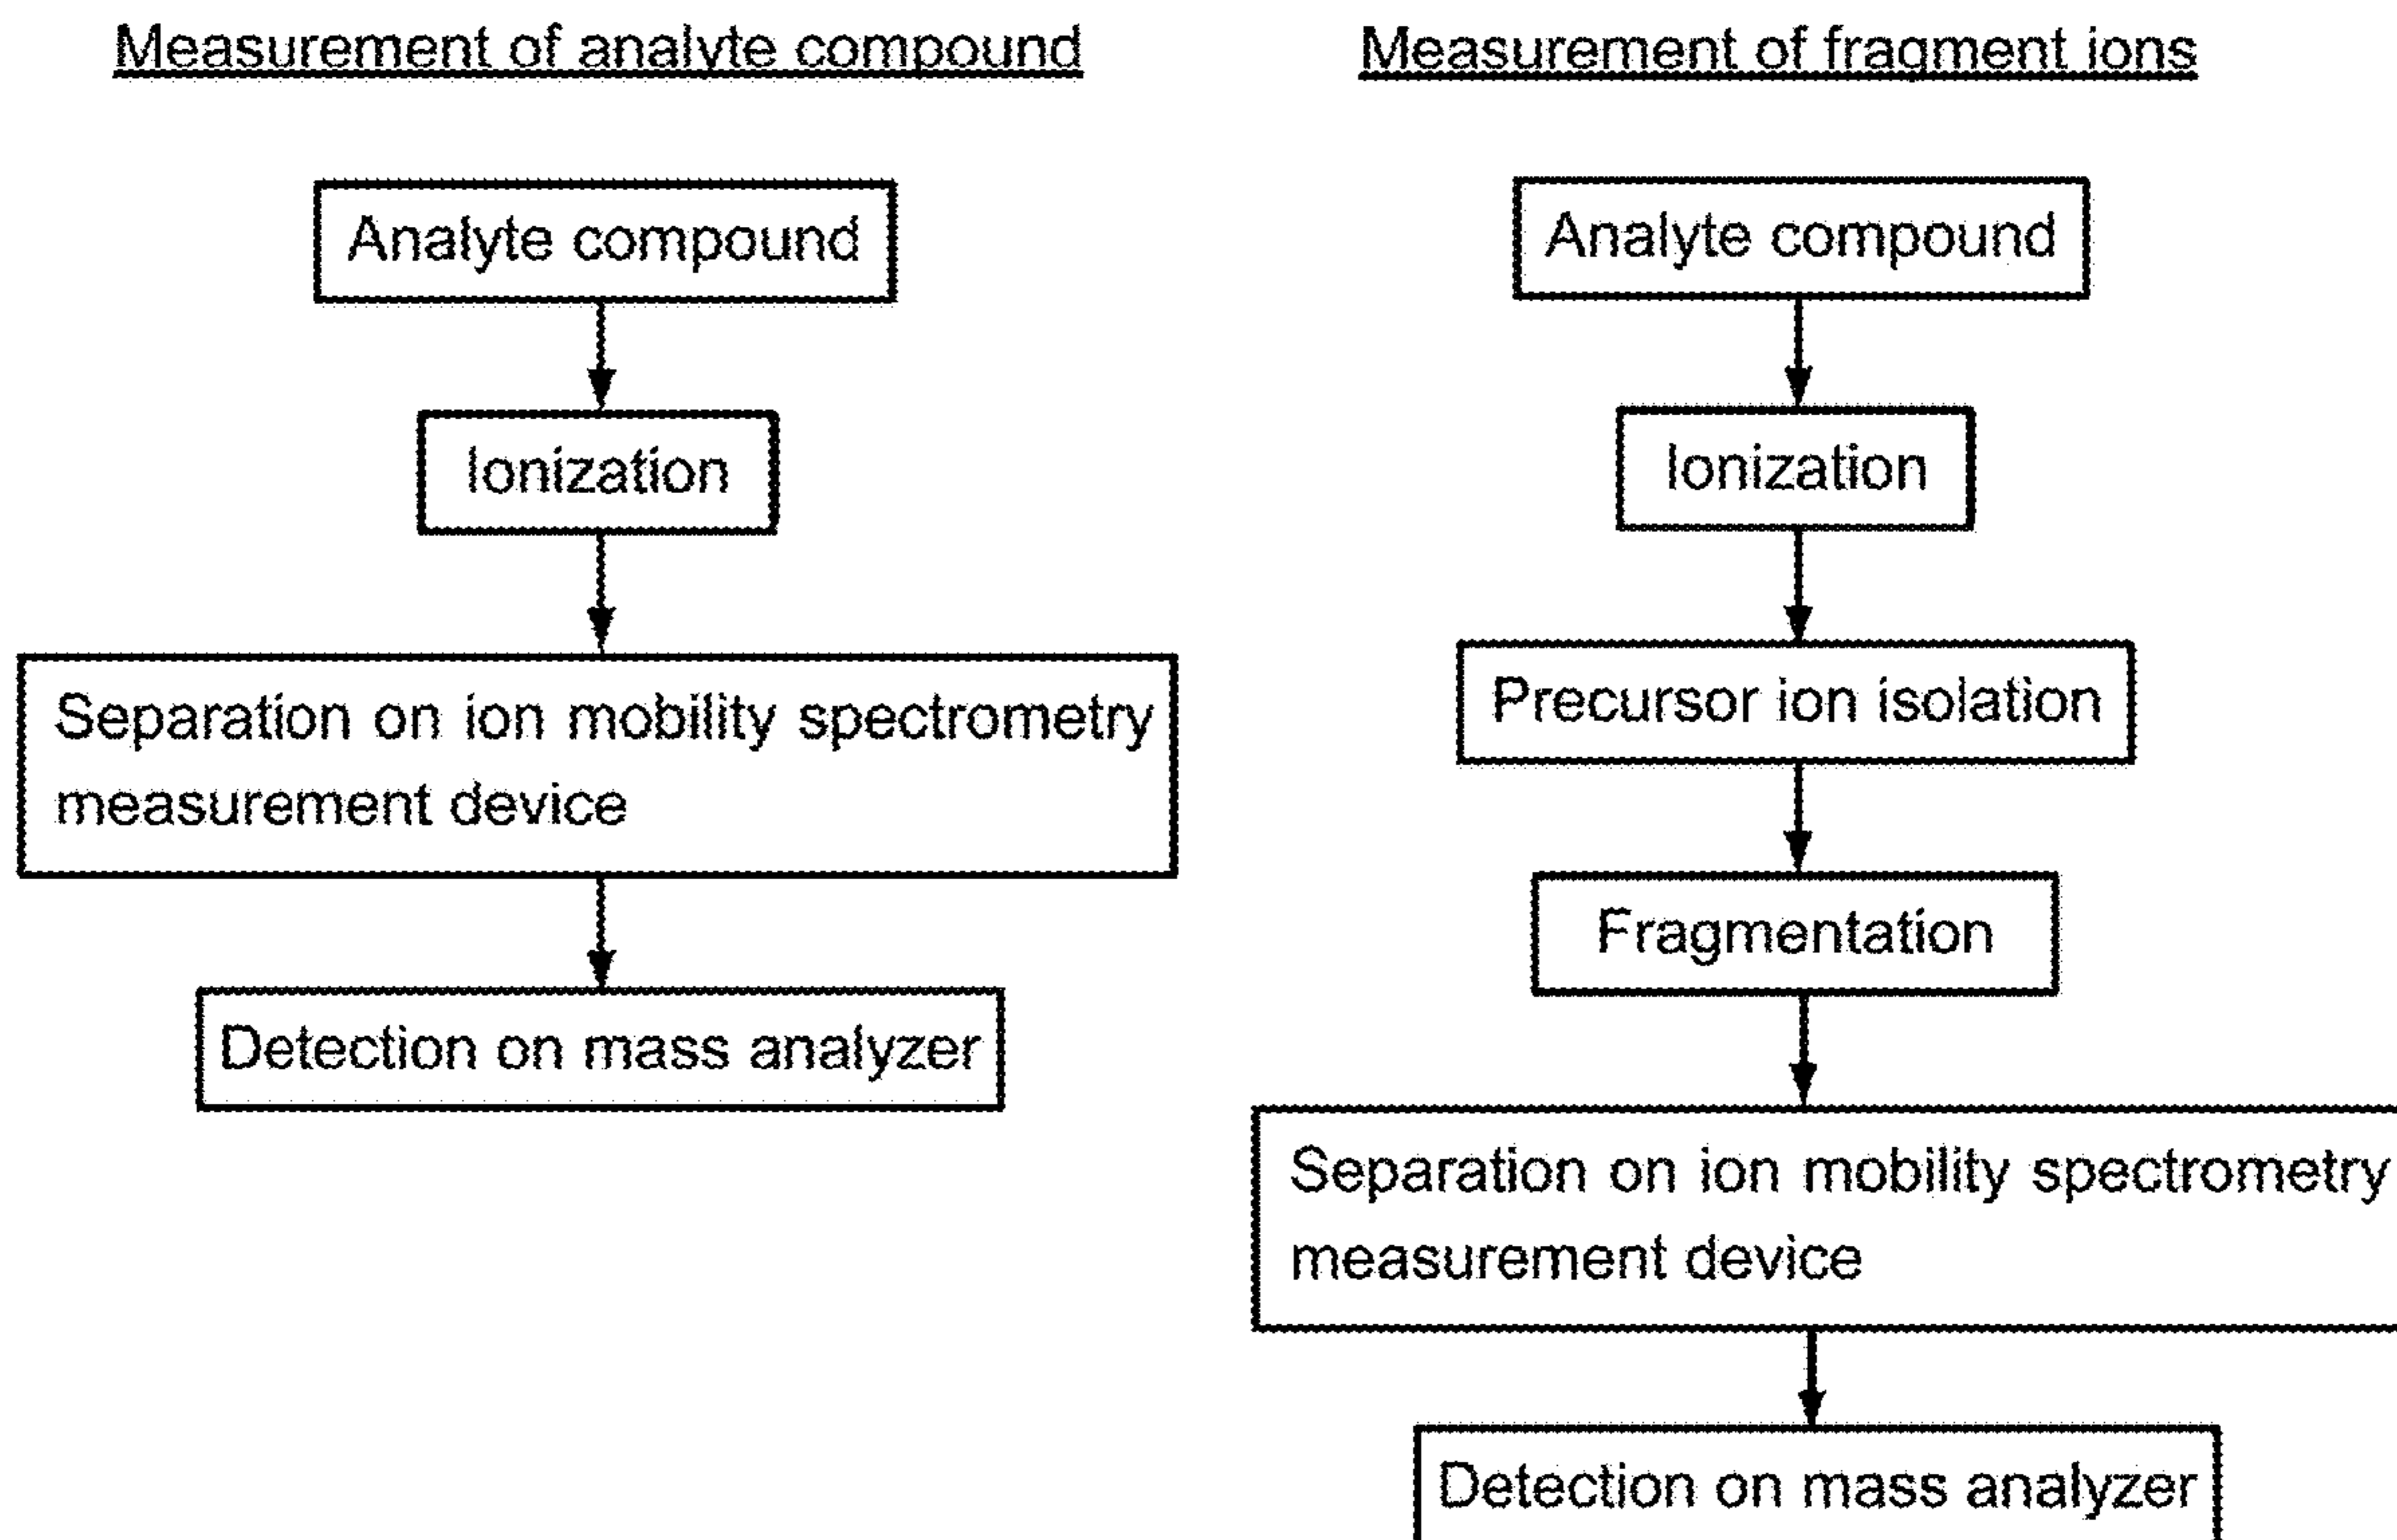 Measurement of analyte compound
Analyte compound
Ionization
Separation on ion mobility spectrometry
measurement device
Detection on mass analyzer
Measurement of fragment ions
Analyte compound
Ionization
Precursor ion isolation
Fragmentation
Separation on ion mobility spectrometry
measurement device
Detection on mass analyzer